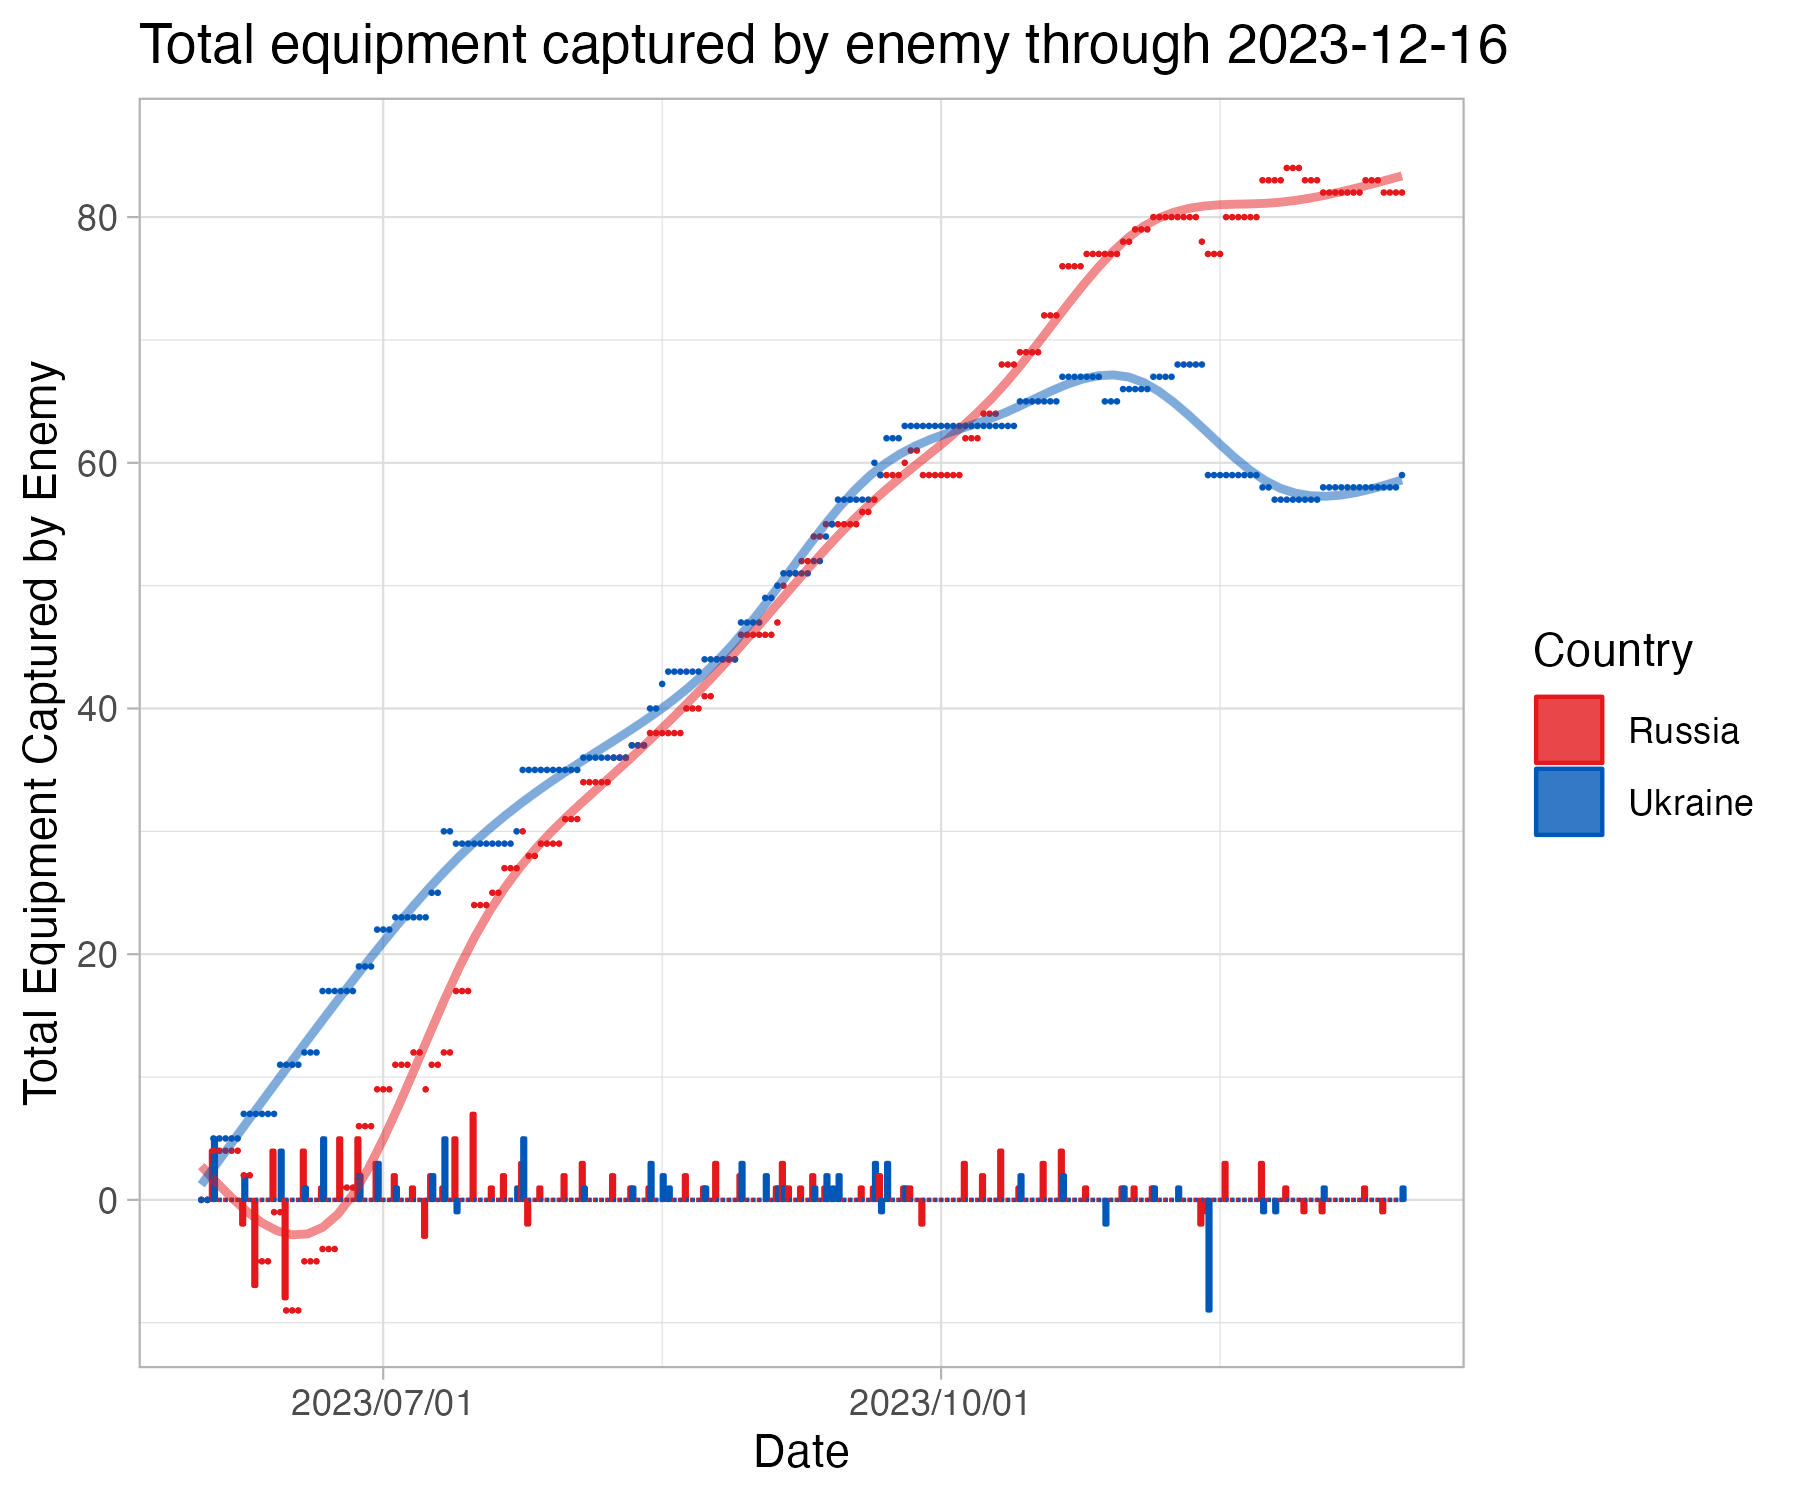 Total equipment captured by enemy through 2023-12-16
Total Equipment Captured by Enemy
80
60
40
20
0
2023/07/01
2023/10/01
Date
Country
Russia
Ukraine